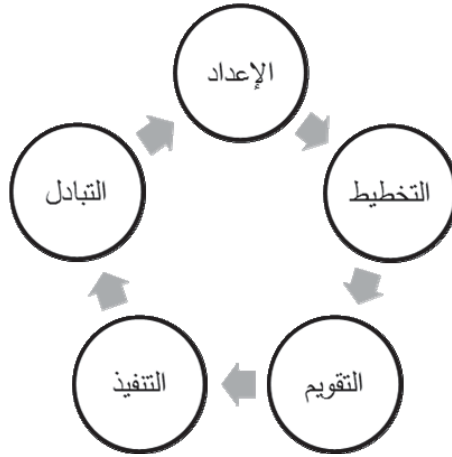 الإعداد
التخطيط
التقويم
التنفيذ
التبادل